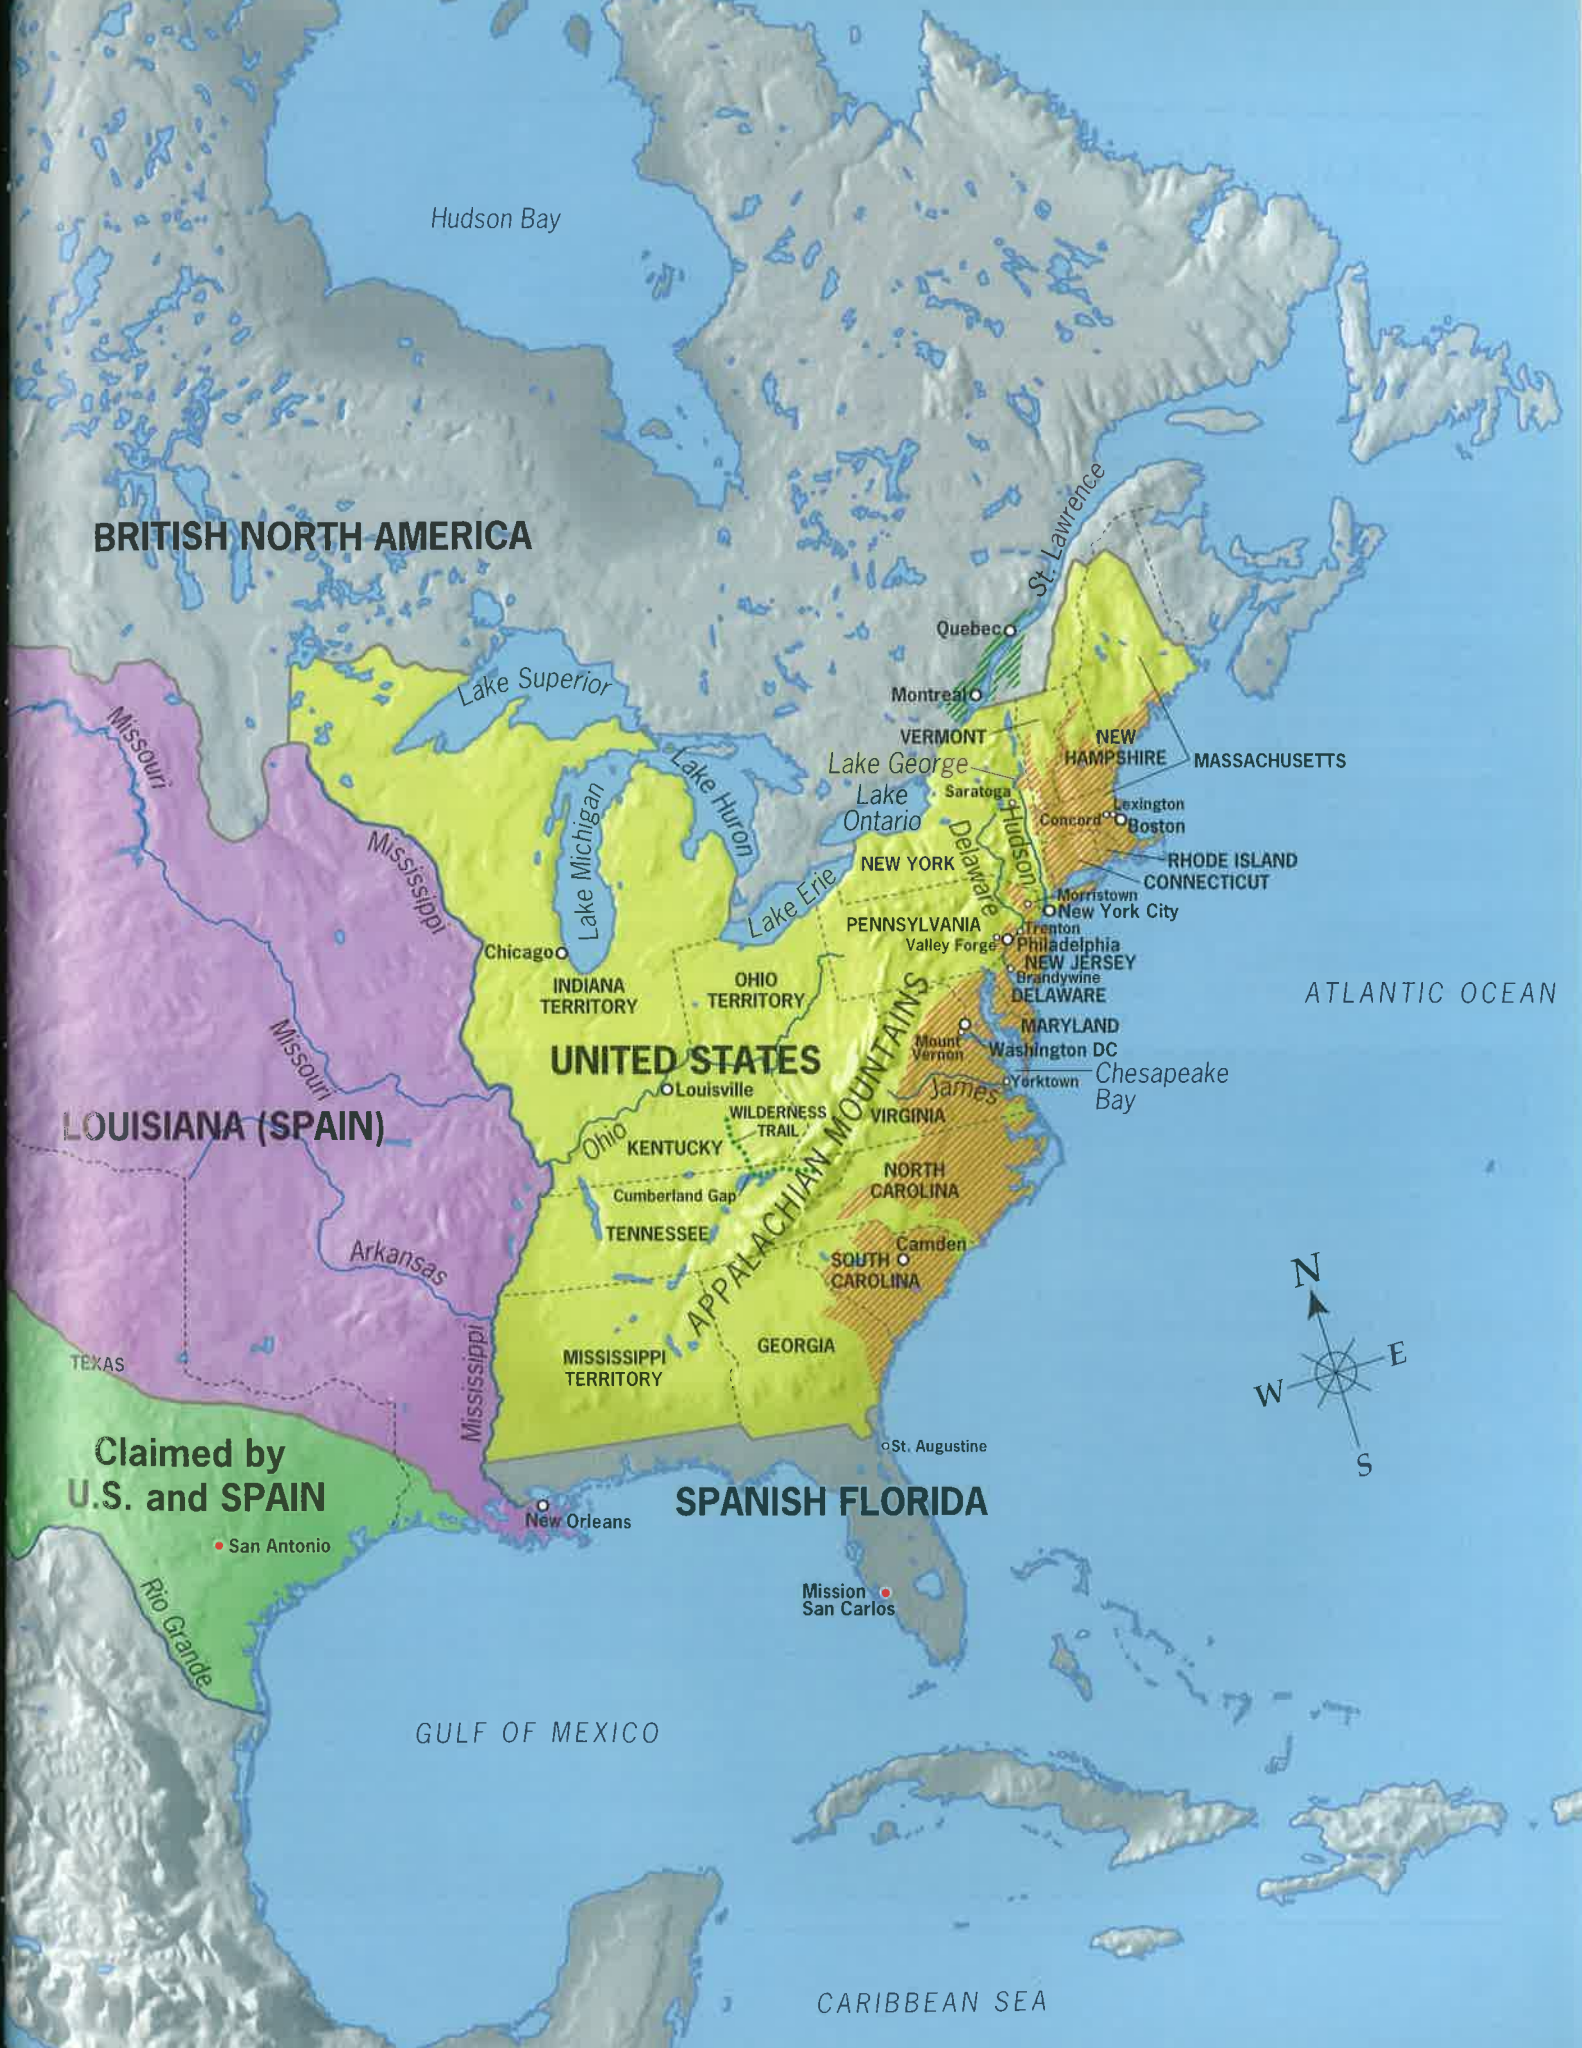 Hudson Bay
BRITISH NORTH AMERICA
St. Lawrence
Quebec
Montreal
Lake Superior
Missouri
VERMONT
NEW
HAMPSHIRE
MASSACHUSETTS
Lake George
Lake Huron
Lake
Ontario
Saratoga
Lexington
Concord
Boston
Hudson
Delaware
Lake Michigan
Mississippi
NEW YORK
RHODE ISLAND
CONNECTICUT
Lake Erie
Morristown
New York City
PENNSYLVANIA
Trenton
Valley Forge
Philadelphia
Chicago
NEW JERSEY
Brandywine
INDIANA
TERRITORY
OHIO
TERRITORY
DELAWARE
ATLANTIC OCEAN
MARYLAND
Mount
Vernon
Washington DC
Missouri
UNITED STATES
APPALACHIAN MOUNTAINS
Chesapeake
Bay
Yorktown
James
Louisville
LOUISIANA (SPAIN)
WILDERNESS
TRAIL
VIRGINIA
Ohio
KENTUCKY
NORTH
CAROLINA
Cumberland Gap
TENNESSEE
Arkansas
Camden
SOUTH
CAROLINA
N
E
W
S
TEXAS
Mississippi
MISSISSIPPI
TERRITORY
GEORGIA
Claimed by
U.S. and SPAIN
St. Augustine
SPANISH FLORIDA
New Orleans
San Antonio
Mission
San Carlos
Rio Grande
GULF OF MEXICO
CARIBBEAN SEA